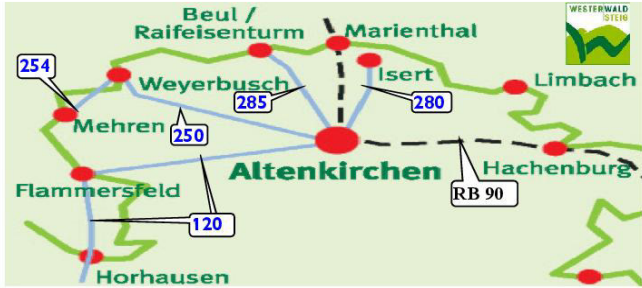 Beul /
Raifeisenturm
Marienthal
WESTERWALD
STEIG
254
Weyerbusch
285
Isert
280
Limbach
Mehren
250
Altenkirchen
Hachenburg
Flammersfeld
RB 90
120
Horhausen